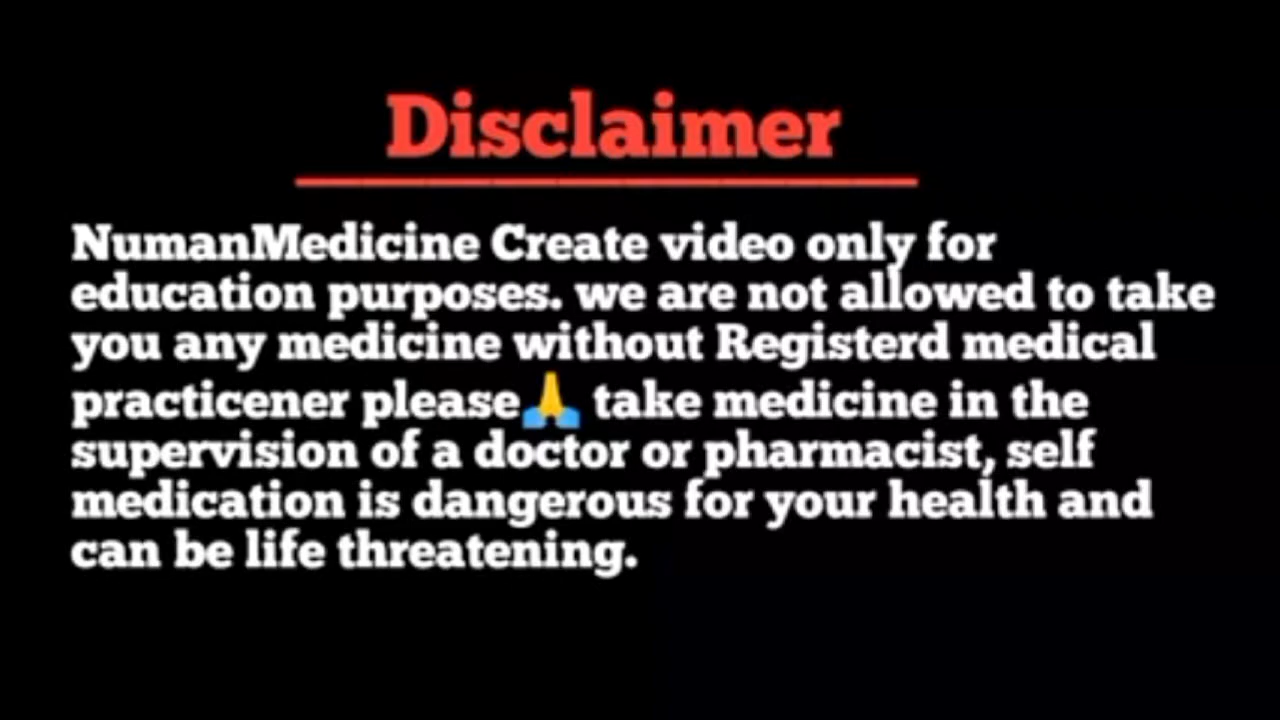 Disclaimer
NumanMedicine Create video only for
education purposes. we are not allowed to take
you any medicine without Registerd medical
practicener please🙏 take medicine in the
supervision of a doctor or pharmacist, self
medication is dangerous for your health and
can be life threatening.